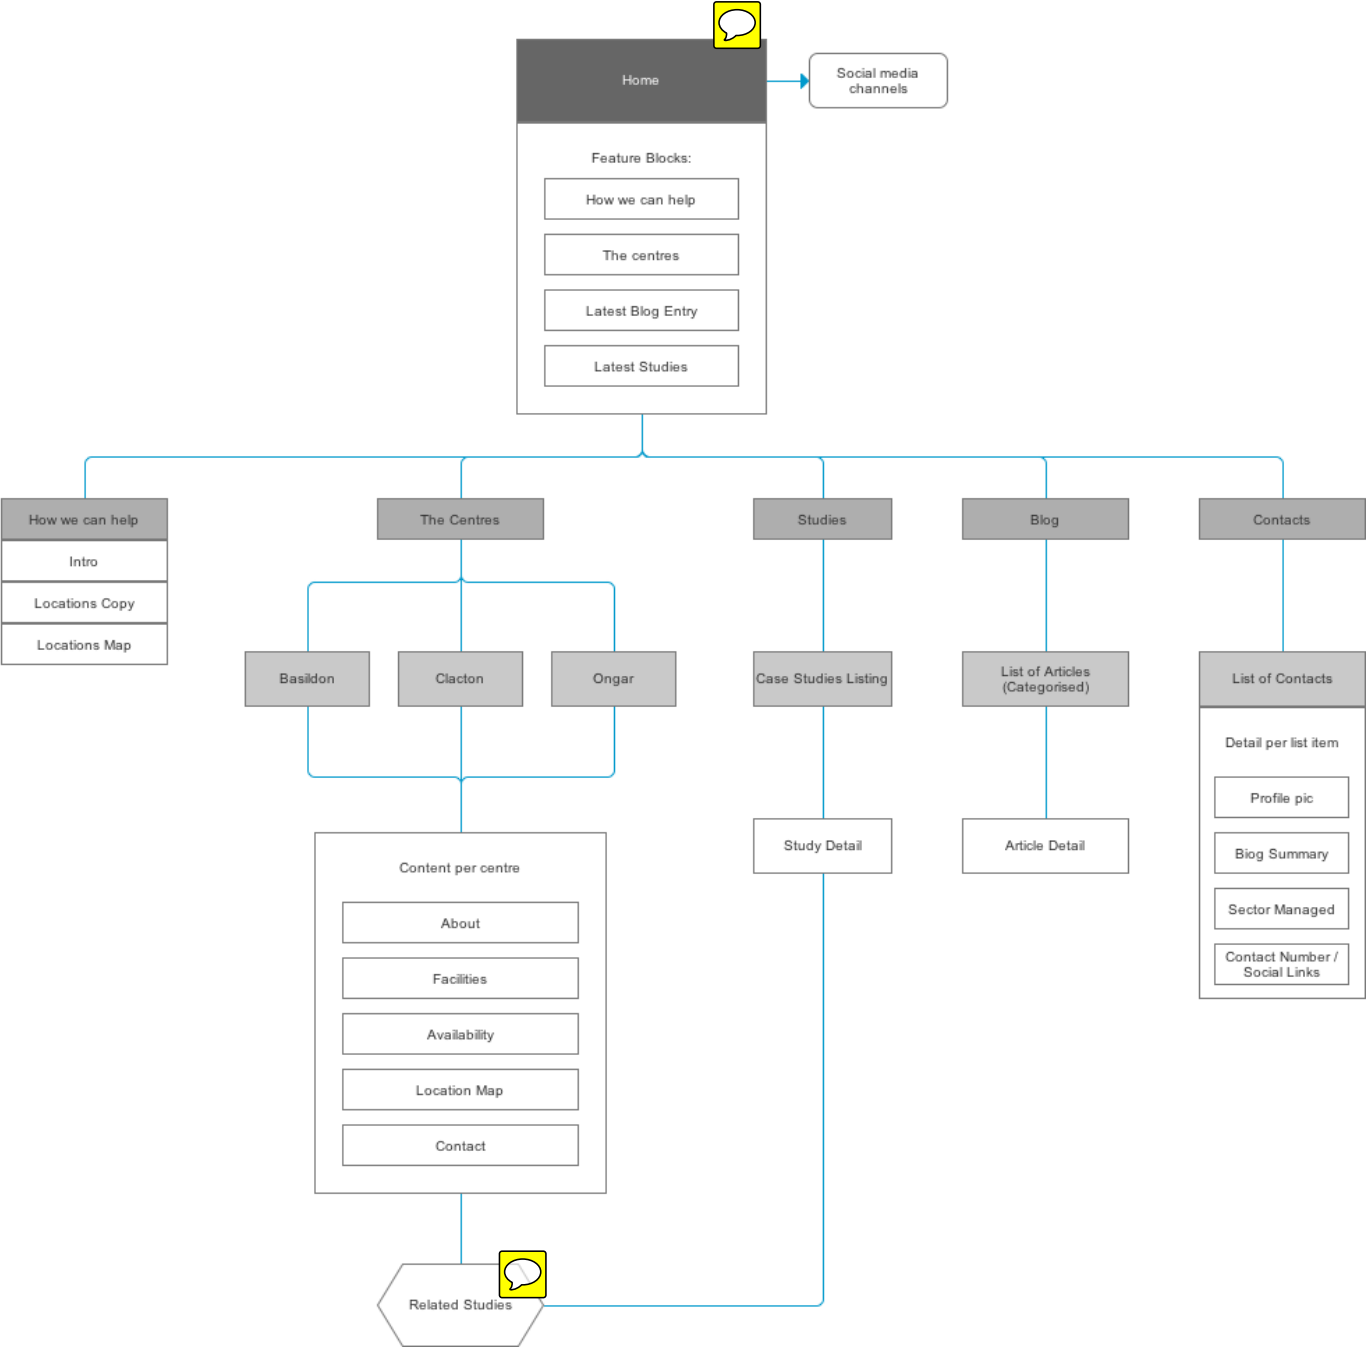 Home
Social media
channels
Feature Blocks:
How we can help
The centres
Latest Blog Entry
Latest Studies
How we can help
Intro
Locations Copy
Locations Map
The Centres
Studies
Blog
Contacts
Basildon
Clacton
Ongar
Case Studies Listing
List of Articles
(Categorised)
List of Contacts
Detail per list item
Profile pic
Biog Summary
Sector Managed
Contact Number /
Social Links
Study Detail
Article Detail
Content per centre
About
Facilities
Availability
Location Map
Contact
Related Studies